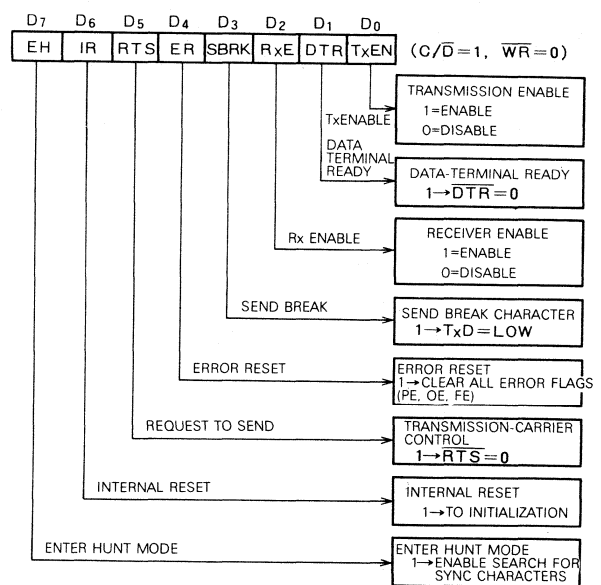 D7 D6 D5 D4 D3 D2 D1 D0
EH IR RTS ER SBRK RxE DTR TxEN (C/D̅=1, W̅R̅=0)
TRANSMISSION ENABLE
1=ENABLE
0=DISABLE
TxENABLE
DATA
TERMINAL
READY
DATA-TERMINAL READY
1→D̅T̅R̅=0
Rx ENABLE
RECEIVER ENABLE
1=ENABLE
0=DISABLE
SEND BREAK
SEND BREAK CHARACTER
1→TxD=LOW
ERROR RESET
ERROR RESET
1→CLEAR ALL ERROR FLAGS
(PE, OE, FE)
REQUEST TO SEND
TRANSMISSION-CARRIER
CONTROL
1→R̅T̅S̅=0
INTERNAL RESET
INTERNAL RESET
1→TO INITIALIZATION
ENTER HUNT MODE
ENTER HUNT MODE
1→ENABLE SEARCH FOR
SYNC CHARACTERS